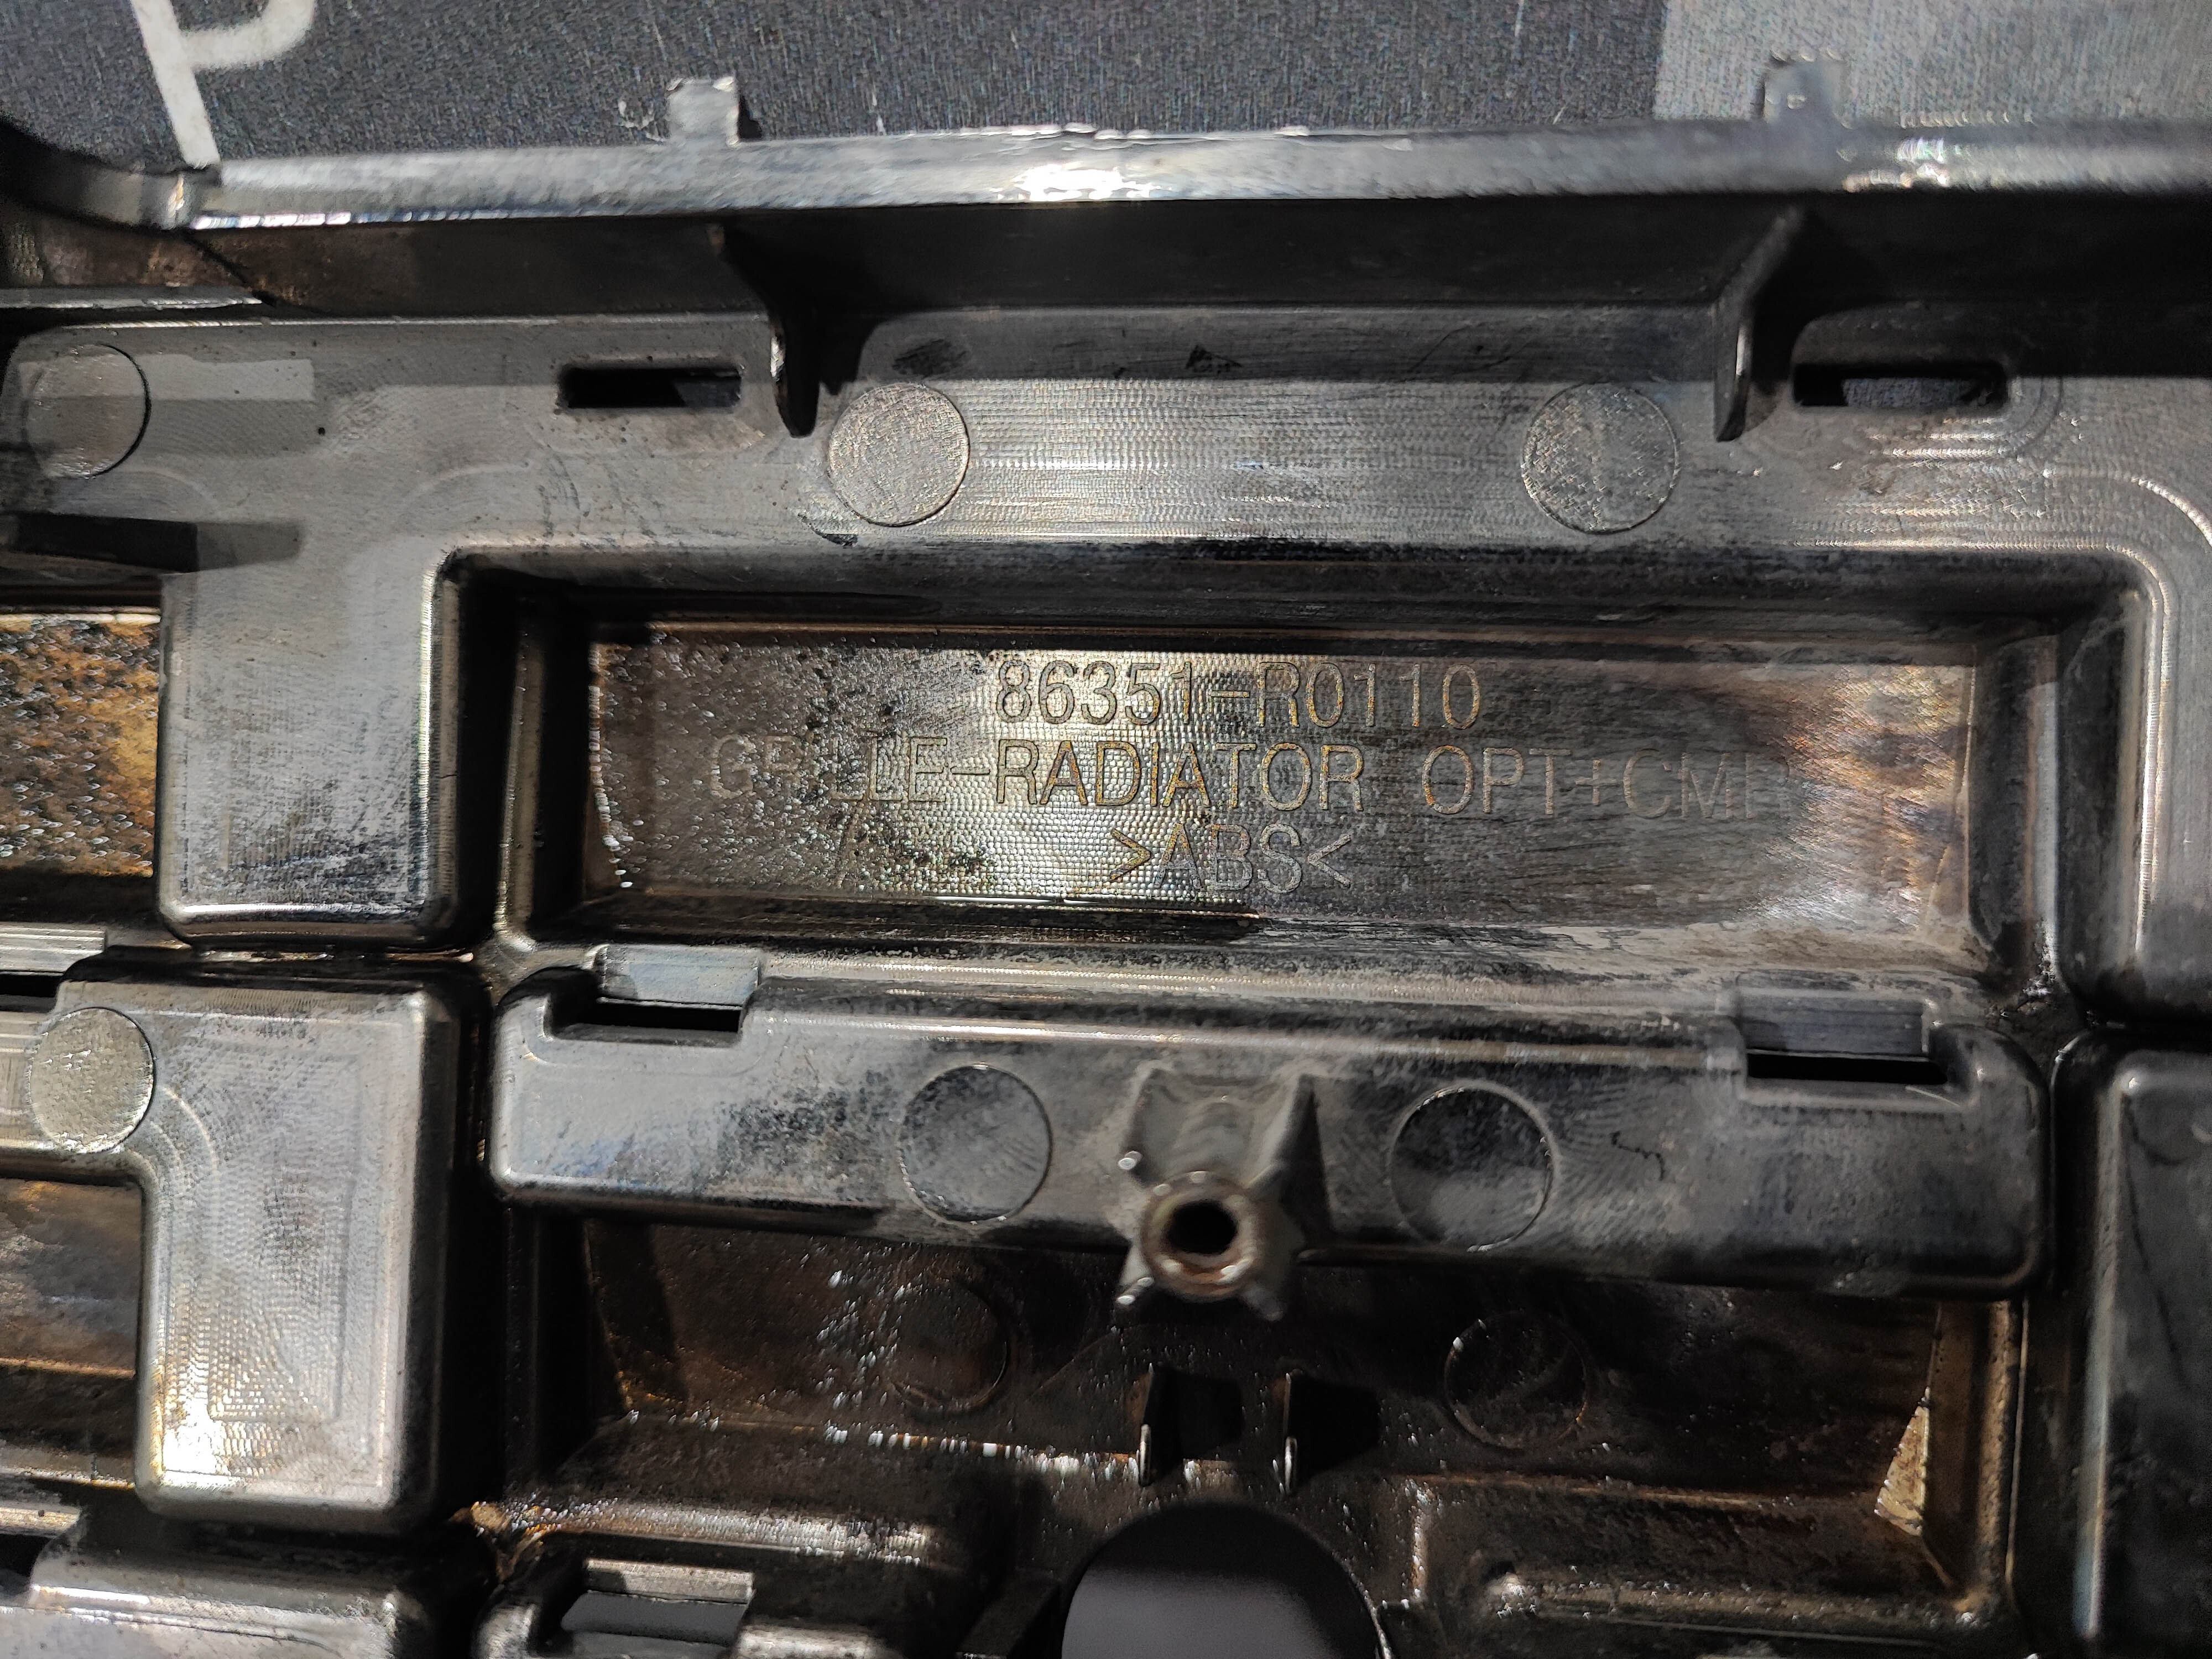 P
86351-R0110
GRILLE-RADIATOR OPT+CMR
>ABS<